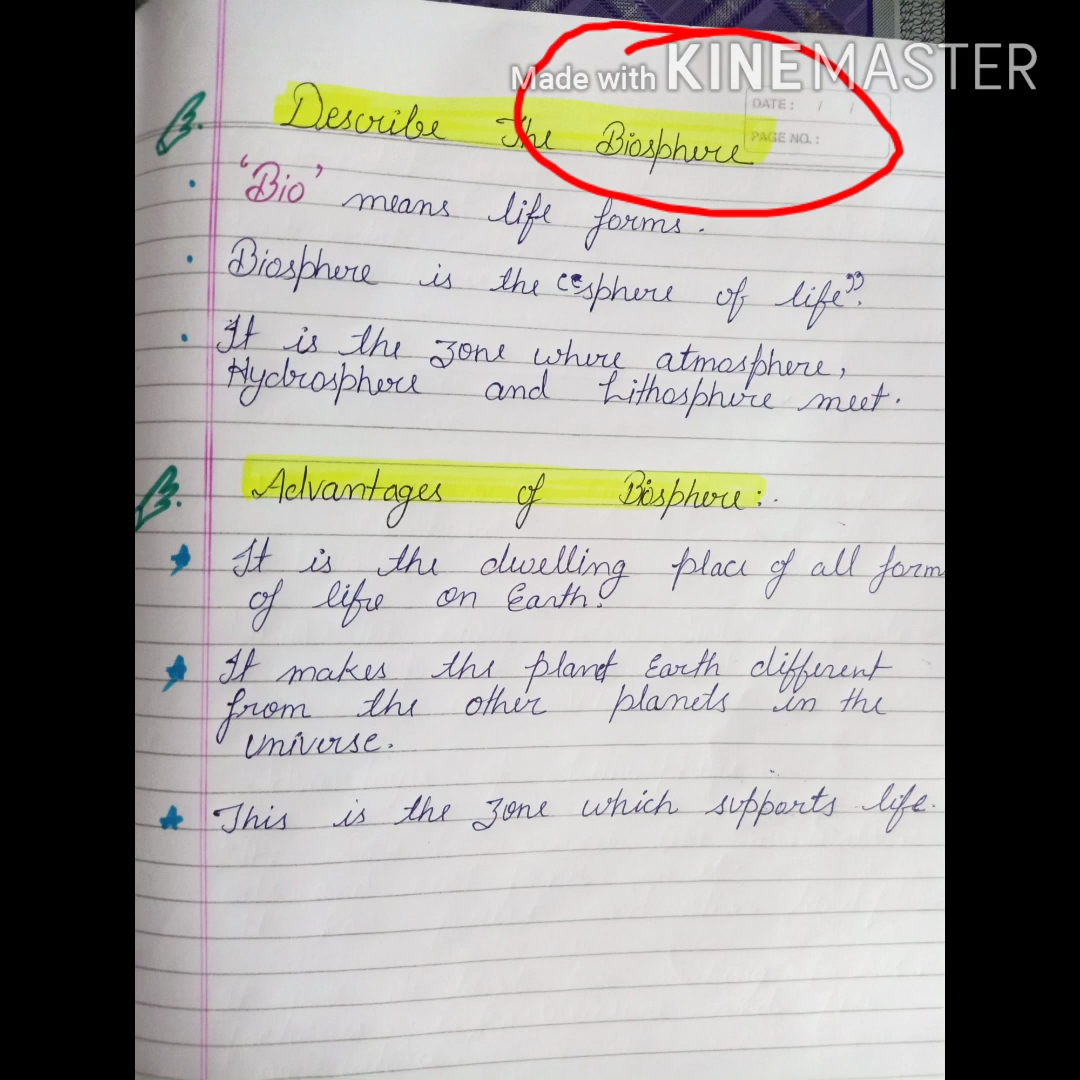 Made with KINEMASTER
DATE: / /
PAGE NO.:
Describe The Biosphere
'Bio' means life forms.
Biosphere is the "sphere of life".
It is the zone where atmosphere,
Hydrosphere and Lithosphere meet.
Advantages of Biosphere:.
It is the dwelling place of all form
of life on Earth.
It makes the planet Earth different
from the other planets in the
universe.
This is the zone which supports life.